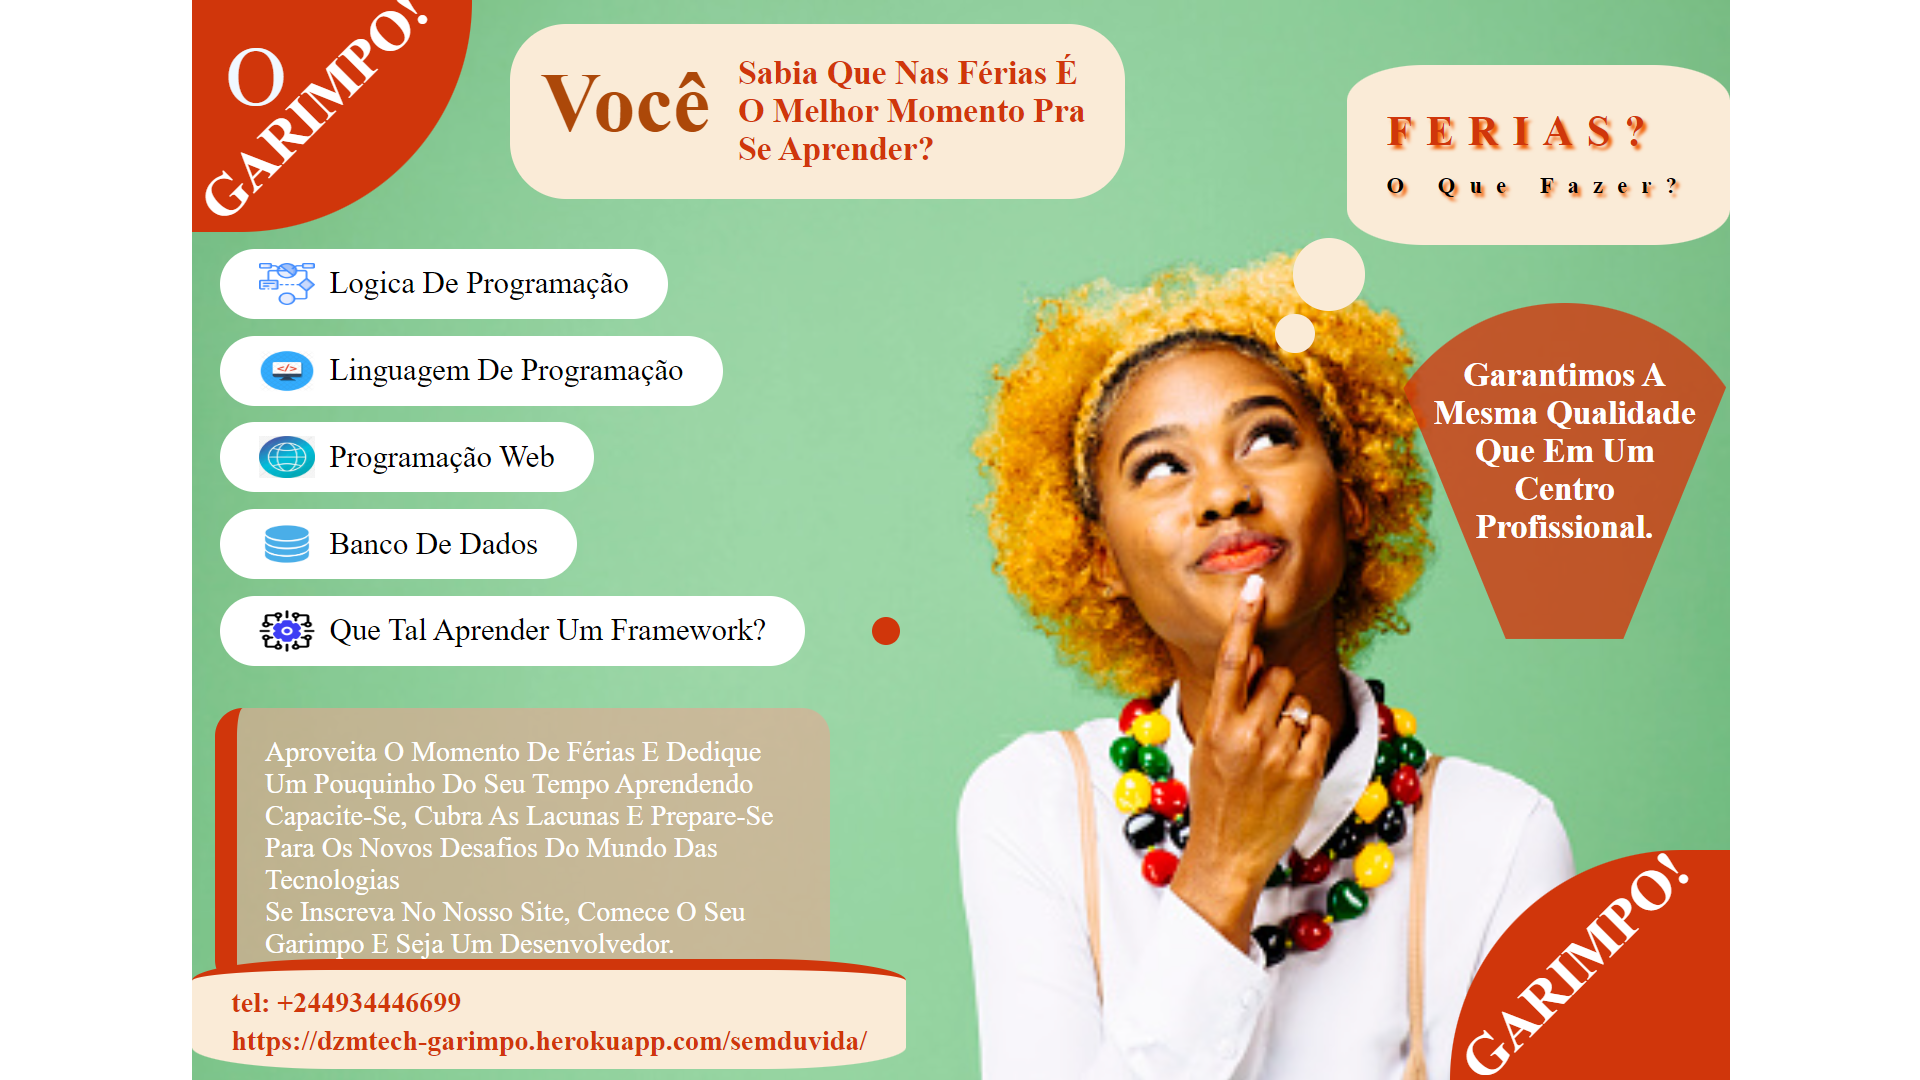 O
GARIMPO!
Você
Sabia Que Nas Férias É
O Melhor Momento Pra
Se Aprender?
FERIAS?
O Que Fazer?
Logica De Programação
Linguagem De Programação
Programação Web
Banco De Dados
Que Tal Aprender Um Framework?
Garantimos A
Mesma Qualidade
Que Em Um
Centro
Profissional.
Aproveita O Momento De Férias E Dedique
Um Pouquinho Do Seu Tempo Aprendendo
Capacite-Se, Cubra As Lacunas E Prepare-Se
Para Os Novos Desafios Do Mundo Das
Tecnologias
Se Inscreva No Nosso Site, Comece O Seu
Garimpo E Seja Um Desenvolvedor.
tel: +244934446699
https://dzmtech-garimpo.herokuapp.com/semduvida/
GARIMPO!